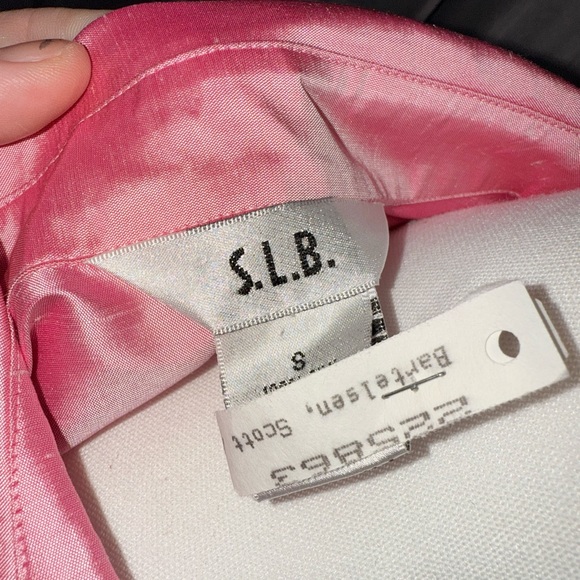 S.L.B.
S
Bartelsen, Scott
225863